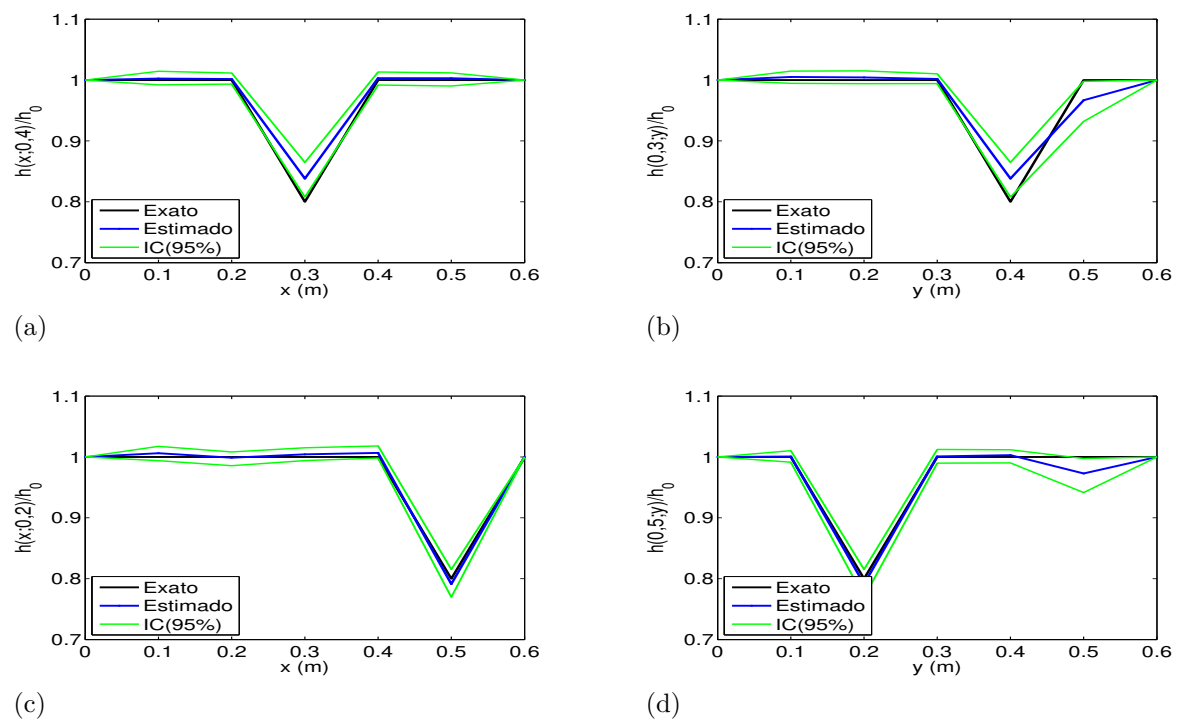 1.1
1
0.9
0.8
0.7
h(x;0,4)/h0
Exato
Estimado
IC(95%)
0 0.1 0.2 0.3 0.4 0.5 0.6
x (m)
(a)
1.1
1
0.9
0.8
0.7
h(0,3;y)/h0
Exato
Estimado
IC(95%)
0 0.1 0.2 0.3 0.4 0.5 0.6
y (m)
(b)
1.1
1
0.9
0.8
0.7
h(x;0,2)/h0
Exato
Estimado
IC(95%)
0 0.1 0.2 0.3 0.4 0.5 0.6
x (m)
(c)
1.1
1
0.9
0.8
0.7
h(0,5;y)/h0
Exato
Estimado
IC(95%)
0 0.1 0.2 0.3 0.4 0.5 0.6
y (m)
(d)